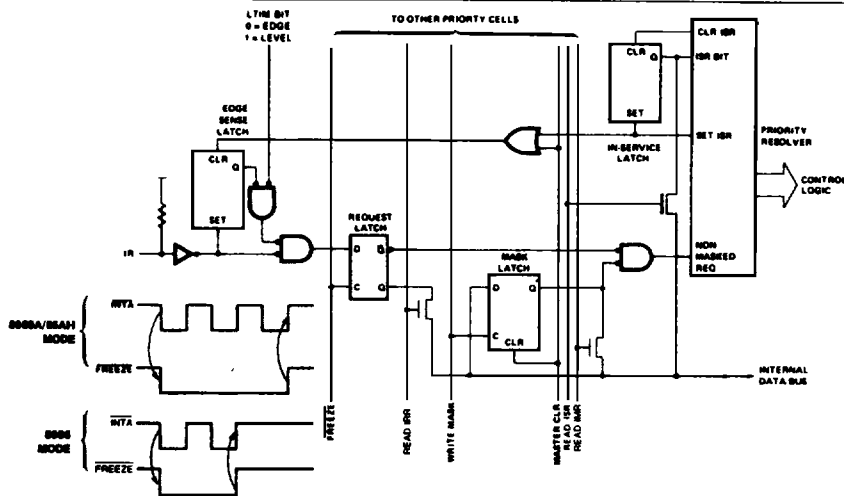 LTIM BIT
0 = EDGE
1 = LEVEL
TO OTHER PRIORITY CELLS
CLR
Q
SET
IN-SERVICE
LATCH
CLR ISR
ISR BIT
SET ISR
PRIORITY
RESOLVER
CONTROL
LOGIC
NON
MASKED
REQ
EDGE
SENSE
LATCH
CLR
Q
SET
IR
REQUEST
LATCH
D
Q
C
Q
MASK
LATCH
D
Q
C
CLR
INTERNAL
DATA BUS
FREEZE
READ IRR
WRITE MASK
MASTER CLR
READ ISR
READ IMR
MODE
INTA
FREEZE
MODE
INTA
FREEZE